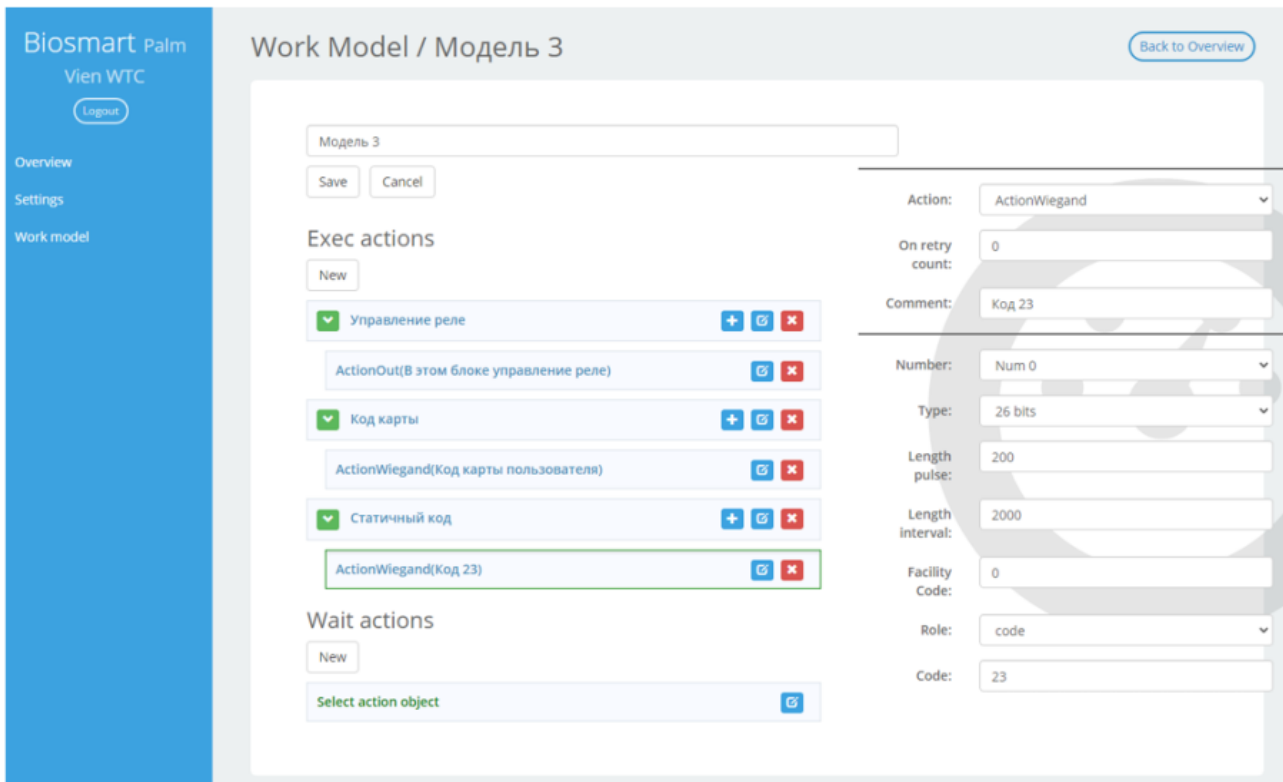 Biosmart Palm
Vien WTC
Logout
Overview
Settings
Work model
Work Model / Модель 3
Back to Overview
Модель 3
Save
Cancel
Exec actions
New
Управление реле
ActionOut(В этом блоке управление реле)
Код карты
ActionWiegand(Код карты пользователя)
Статичный код
ActionWiegand(Код 23)
Wait actions
New
Select action object
Action: ActionWiegand
On retry
count: 0
Comment: Код 23
Number: Num 0
Type: 26 bits
Length
pulse: 200
Length
interval: 2000
Facility
Code: 0
Role: code
Code: 23